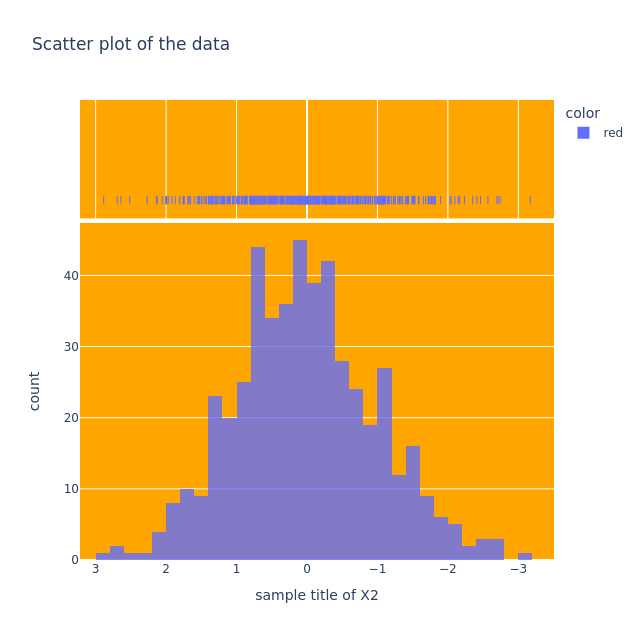 Scatter plot of the data
color
red
40
30
20
10
0
count
3 2 1 0 −1 −2 −3
sample title of X2